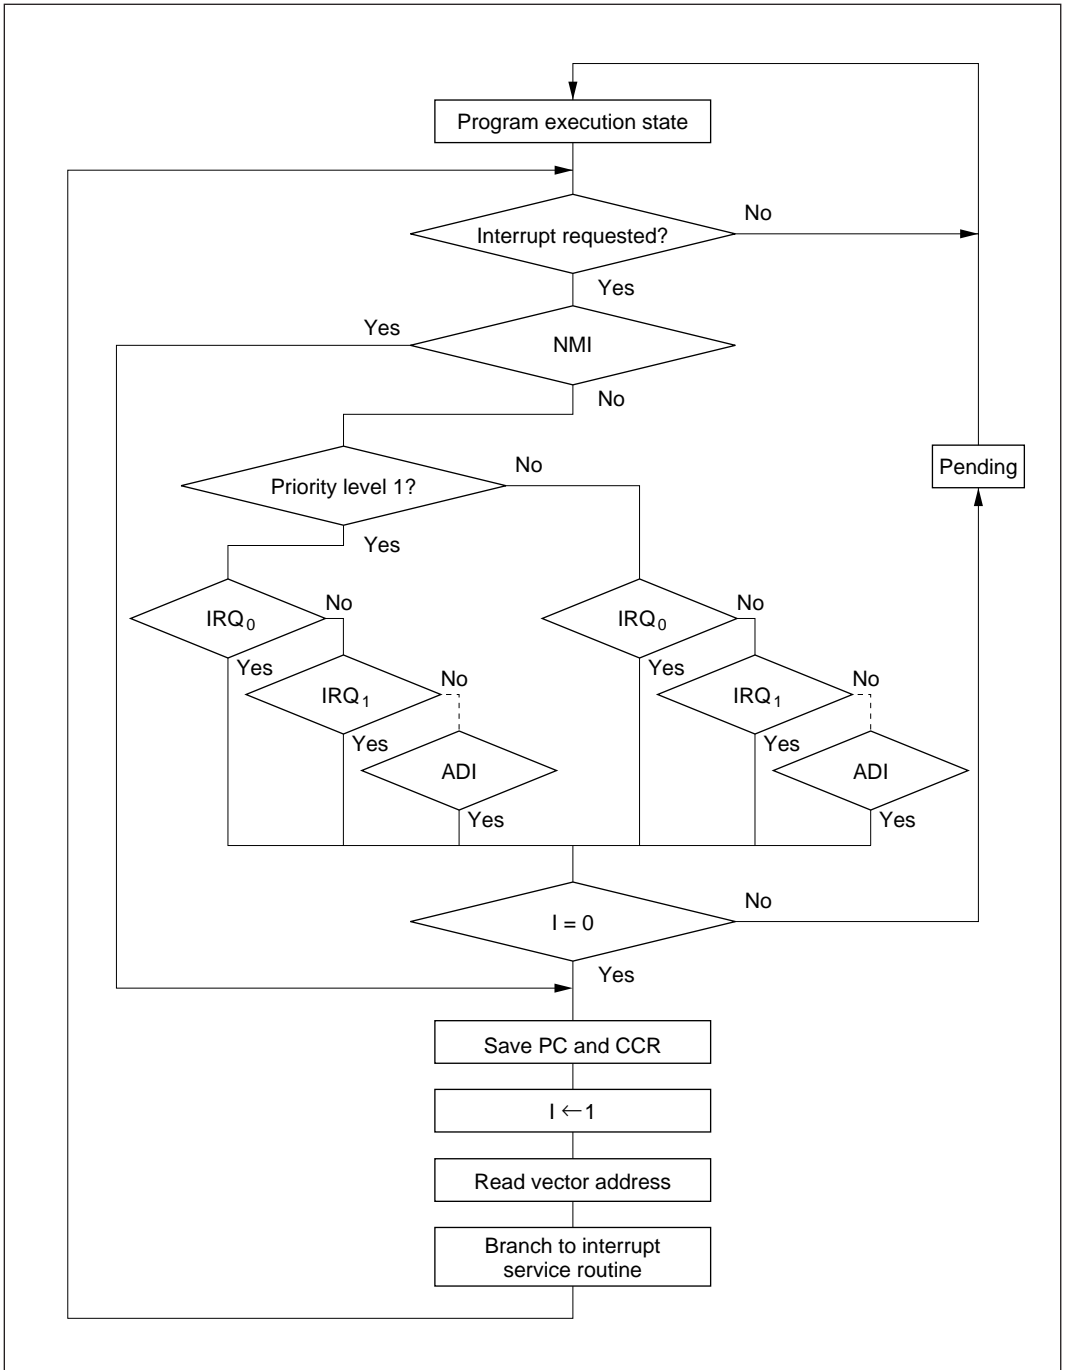 Program execution state
No
Interrupt requested?
Yes
Yes
NMI
No
No
Pending
Priority level 1?
Yes
No
No
IRQ0
IRQ0
Yes
No
Yes
No
IRQ1
IRQ1
Yes
Yes
ADI
ADI
Yes
Yes
No
I = 0
Yes
Save PC and CCR
I ←1
Read vector address
Branch to interrupt
service routine